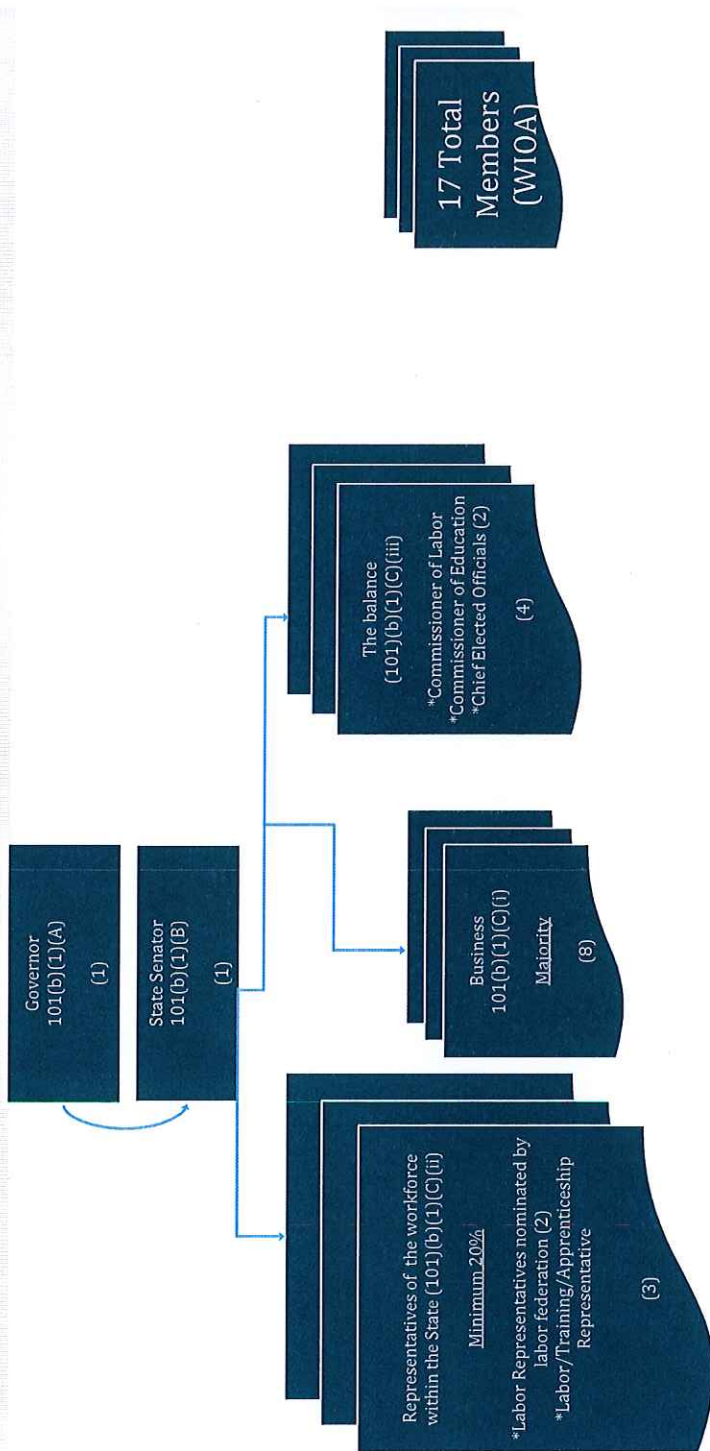 Governor
101(b)(1)(A)
(1)
State Senator
101(b)(1)(B)
(1)
Representatives of the workforce
within the State (101)(b)(1)(C)(ii)
Minimum 20%
*Labor Representatives nominated by
labor federation (2)
*Labor/Training/Apprenticeship
Representative
(3)
Business
101(b)(1)(C)(i)
Majority
(8)
The balance
(101)(b)(1)(C)(iii)
*Commissioner of Labor
*Commissioner of Education
*Chief Elected Officials (2)
(4)
17 Total
Members
(WIOA)